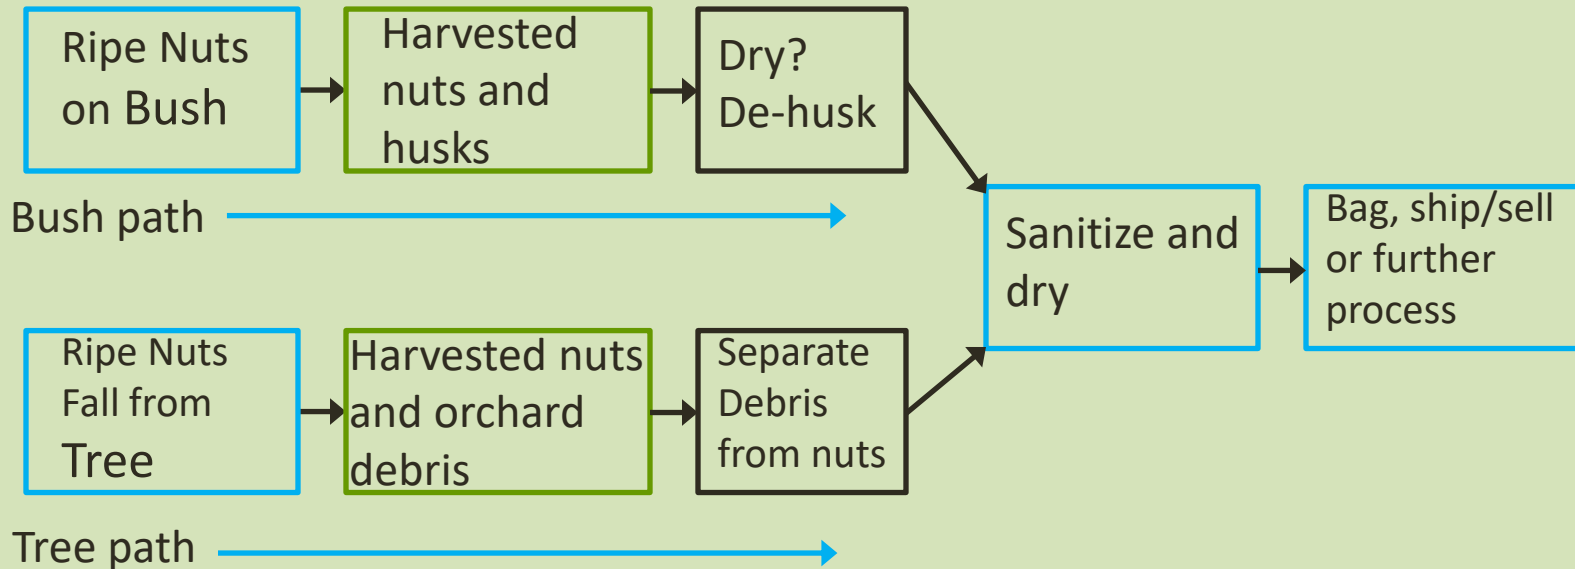 Ripe Nuts
on Bush
Harvested
nuts and
husks
Dry?
De-husk
Bush path
Sanitize and
dry
Bag, ship/sell
or further
process
Ripe Nuts
Fall from
Tree
Harvested nuts
and orchard
debris
Separate
Debris
from nuts
Tree path